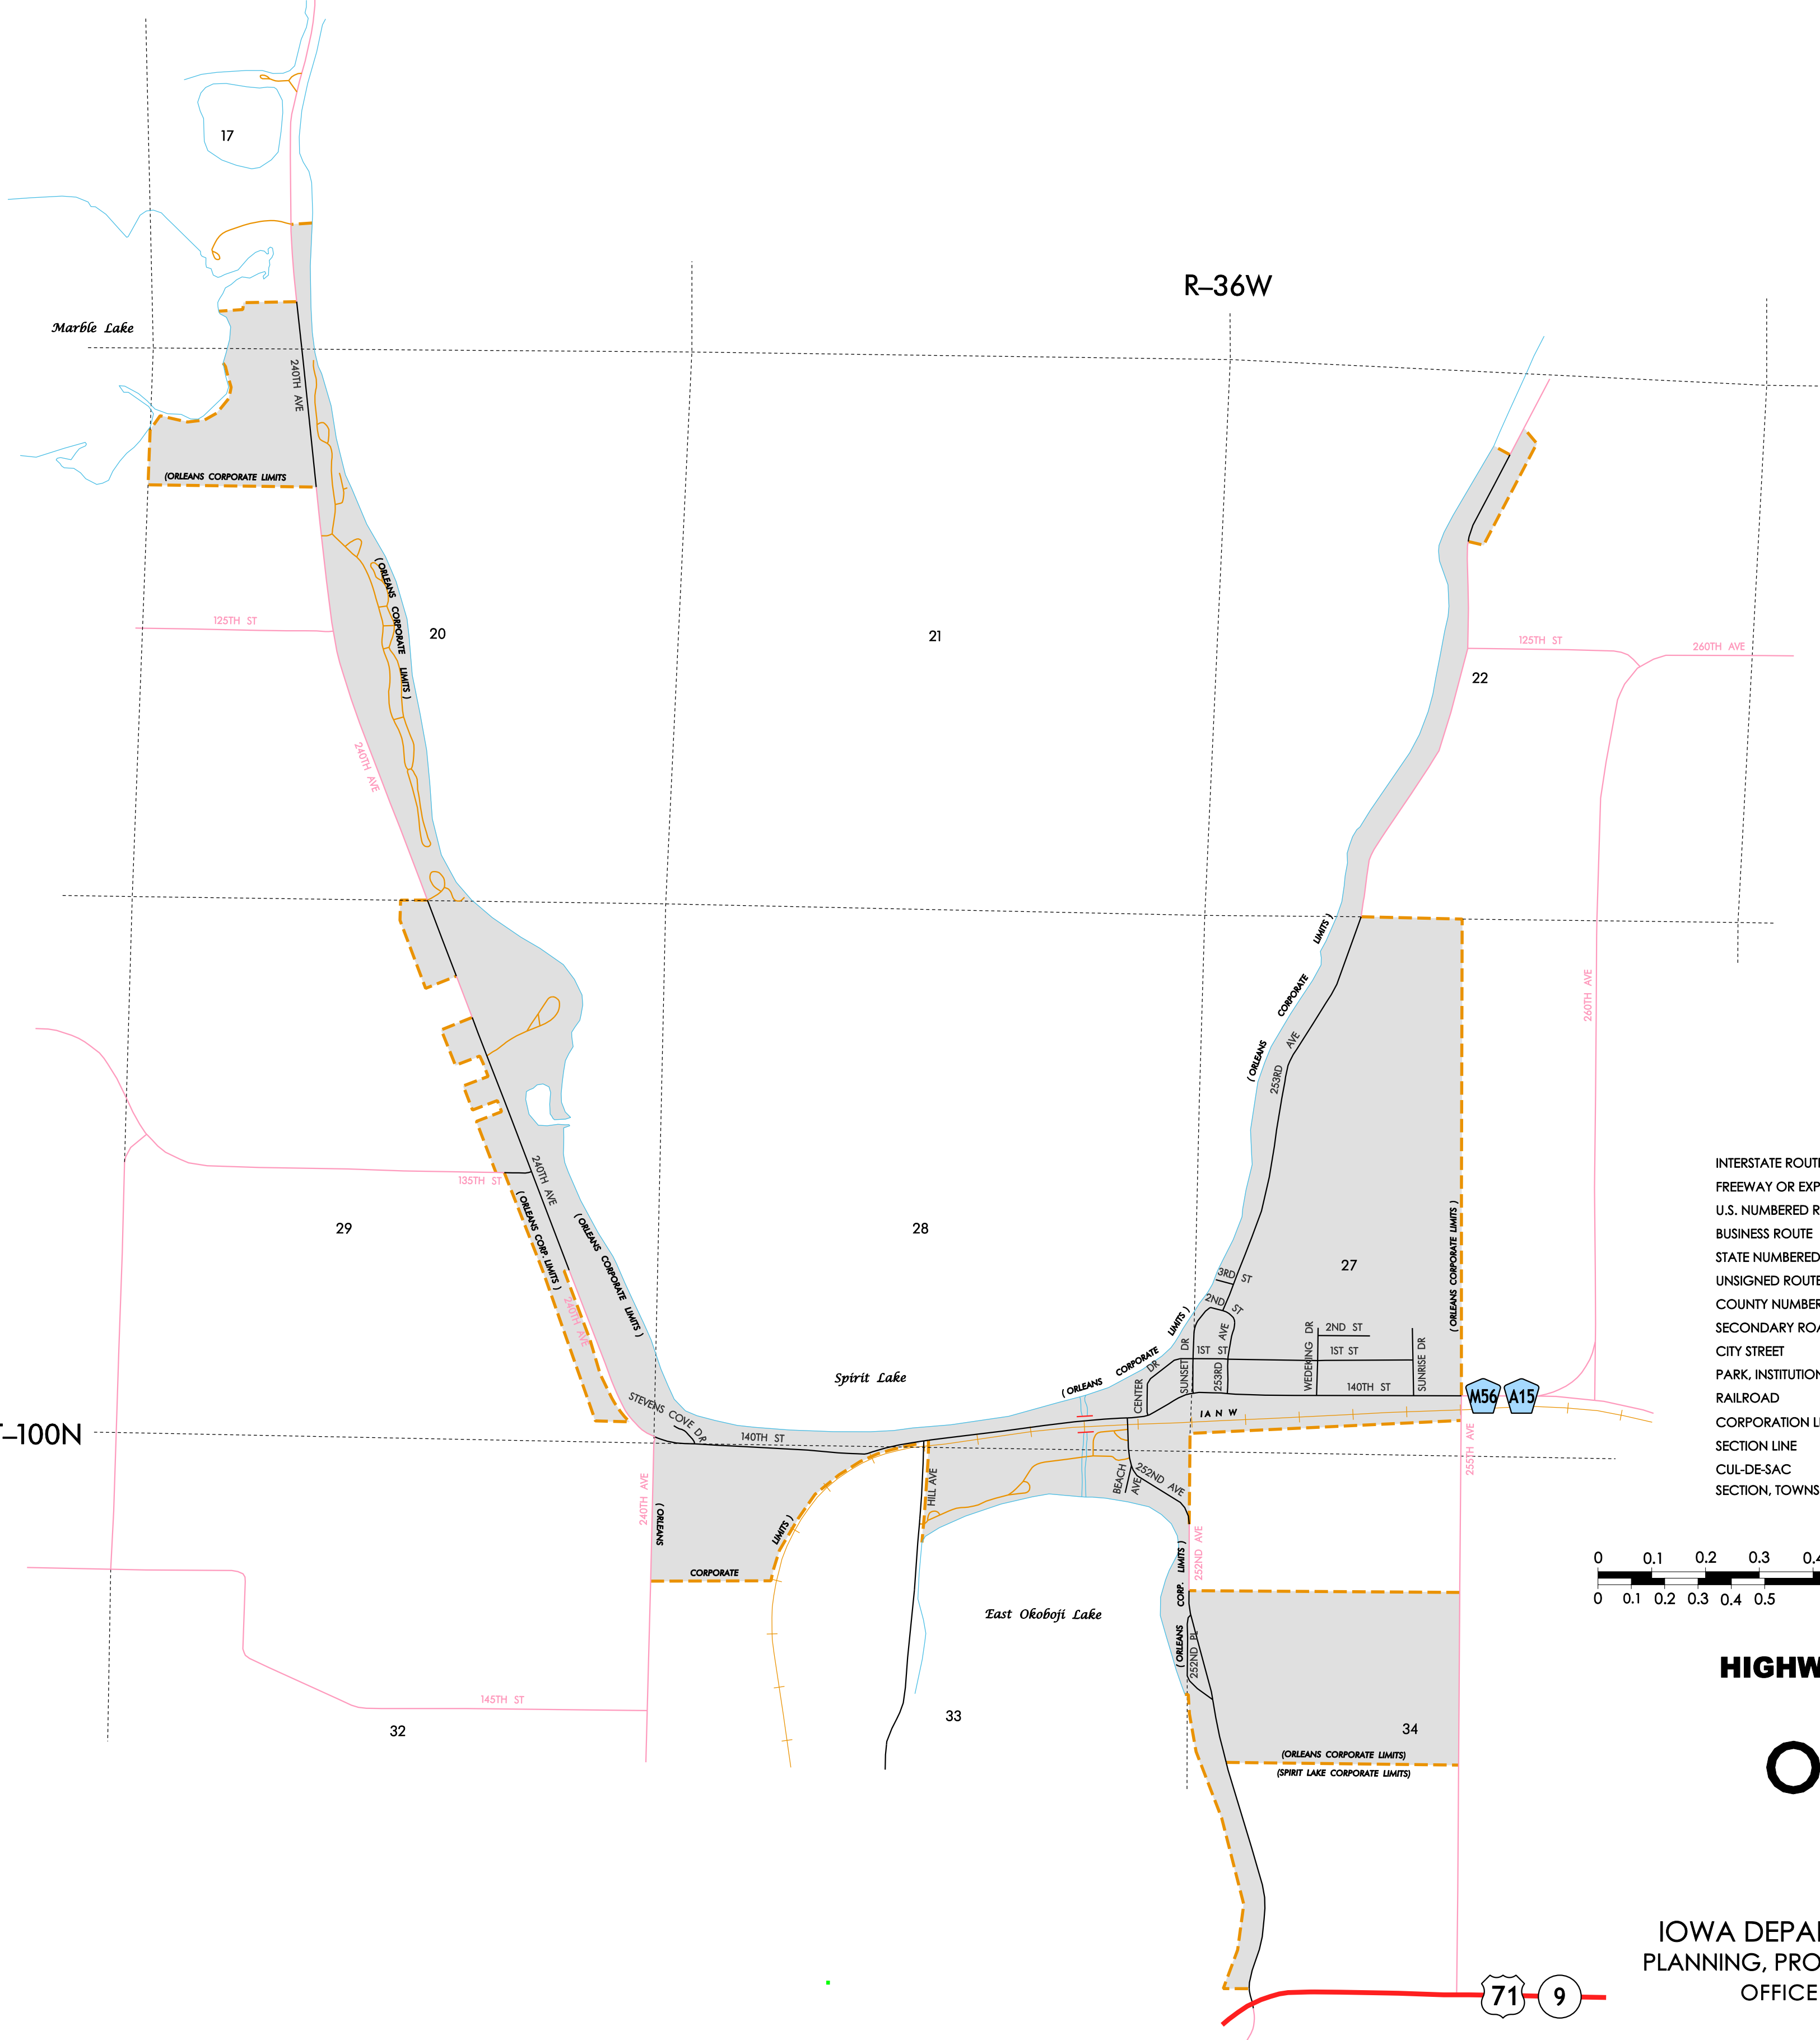 17
R–36W
Marble Lake
240TH AVE
(ORLEANS CORPORATE LIMITS
( ORLEANS CORPORATE LIMITS )
125TH ST
20
21
125TH ST
260TH AVE
22
240TH AVE
( ORLEANS CORPORATE LIMITS )
253RD AVE
260TH AVE
135TH ST
240TH AVE
( ORLEANS CORP. LIMITS )
( ORLEANS CORPORATE LIMITS )
29
28
27
( ORLEANS CORPORATE LIMITS )
240TH AVE
3RD ST
2ND ST
253RD AVE
1ST ST
SUNSET DR
CENTER DR
( ORLEANS CORPORATE LIMITS )
WEDEKING DR
2ND ST
1ST ST
SUNRISE DR
140TH ST
M56
A15
Spirit Lake
STEVENS COVE DR
140TH ST
IANW
–100N
HILL AVE
BEACH AVE
252ND AVE
255TH AVE
240TH AVE
( ORLEANS
CORPORATE
LIMITS )
252ND AVE
( ORLEANS CORP. LIMITS )
252ND PL
East Okoboji Lake
145TH ST
32
33
34
(ORLEANS CORPORATE LIMITS)
(SPIRIT LAKE CORPORATE LIMITS)
71
9
INTERSTATE ROUT
FREEWAY OR EXP
U.S. NUMBERED R
BUSINESS ROUTE
STATE NUMBERED
UNSIGNED ROUTE
COUNTY NUMBER
SECONDARY ROA
CITY STREET
PARK, INSTITUTION
RAILROAD
CORPORATION L
SECTION LINE
CUL-DE-SAC
SECTION, TOWNS
0 0.1 0.2 0.3 0.4
0 0.1 0.2 0.3 0.4 0.5
HIGHW
O
IOWA DEPA
PLANNING, PRO
OFFICE